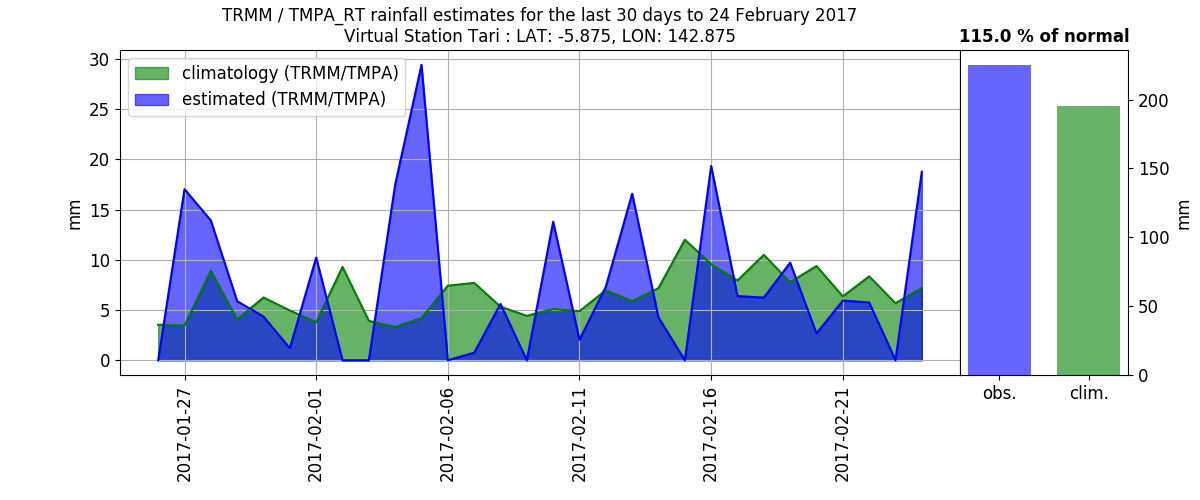 TRMM / TMPA_RT rainfall estimates for the last 30 days to 24 February 2017
Virtual Station Tari : LAT: -5.875, LON: 142.875
115.0 % of normal
climatology (TRMM/TMPA)
estimated (TRMM/TMPA)
30
25
20
15
10
5
0
mm
2017-01-27
2017-02-01
2017-02-06
2017-02-11
2017-02-16
2017-02-21
200
150
100
50
0
mm
obs.
clim.